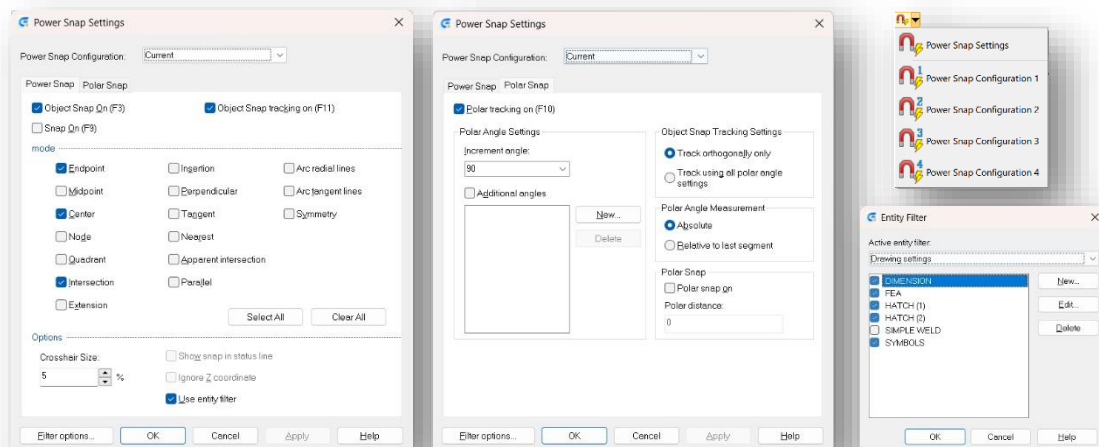 Power Snap Settings
Power Snap Configuration: Current
Power Snap Polar Snap
Object Snap On (F3) Object Snap tracking on (F11)
Snap On (F9)
mode
Endpoint Insertion Arc radial lines
Midpoint Perpendicular Arc tangent lines
Center Tangent Symmetry
Node Nearest
Quadrant Apparent intersection
Intersection Parallel
Extension
Select All Clear All
Options
Crosshair Size: Show snap in status line
5 % Ignore Z coordinate
Use entity filter
Filter options... OK Cancel Apply Help
Power Snap Settings
Power Snap Configuration: Current
Power Snap Polar Snap
Polar tracking on (F10)
Polar Angle Settings
Increment angle:
90
Additional angles
New...
Delete
Object Snap Tracking Settings
Track orthogonally only
Track using all polar angle
settings
Polar Angle Measurement
Absolute
Relative to last segment
Polar Snap
Polar snap on
Polar distance:
0
Filter options... OK Cancel Apply Help
Power Snap Settings
1 Power Snap Configuration 1
2 Power Snap Configuration 2
3 Power Snap Configuration 3
4 Power Snap Configuration 4
Entity Filter
Active entity filter:
Drawing settings
DIMENSION
FEA
HATCH (1)
HATCH (2)
SIMPLE WELD
SYMBOLS
New...
Edit...
Delete
OK Cancel Help